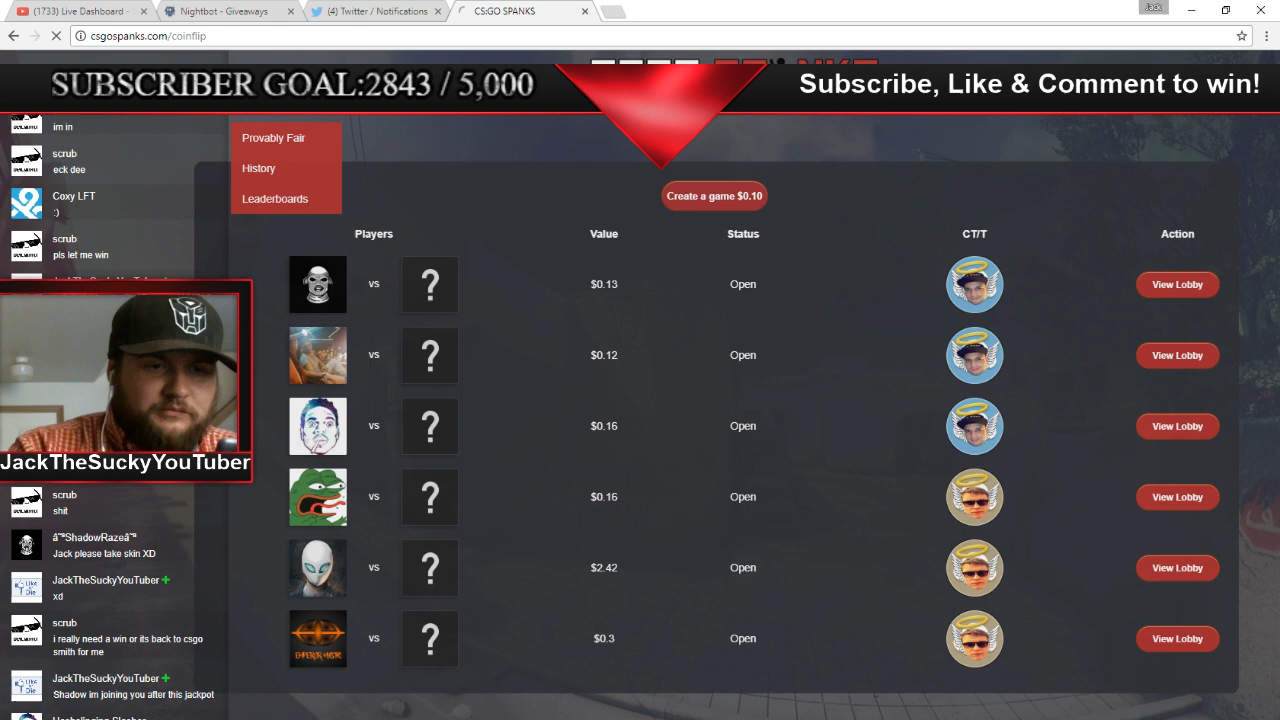 (1733) Live Dashboard -
Nightbot - Giveaways
(4) Twitter / Notifications
CS:GO SPANKS
Jack
csgospanks.com/coinflip
SUBSCRIBER GOAL:2843 / 5,000
Subscribe, Like & Comment to win!
im in
scrub
eck dee
Coxy LFT
:)
scrub
pls let me win
JackTheSuckyYouTuber
scrub
shit
â˜ªShadowRazeâ˜ª
Jack please take skin XD
JackTheSuckyYouTuber +
xd
scrub
i really need a win or its back to csgo
smith for me
JackTheSuckyYouTuber +
Shadow im joining you after this jackpot
Provably Fair
History
Leaderboards
Create a game $0.10
Players Value Status CT/T Action
vs ? $0.13 Open View Lobby
vs ? $0.12 Open View Lobby
vs ? $0.16 Open View Lobby
vs ? $0.16 Open View Lobby
vs ? $2.42 Open View Lobby
vs ? $0.3 Open View Lobby